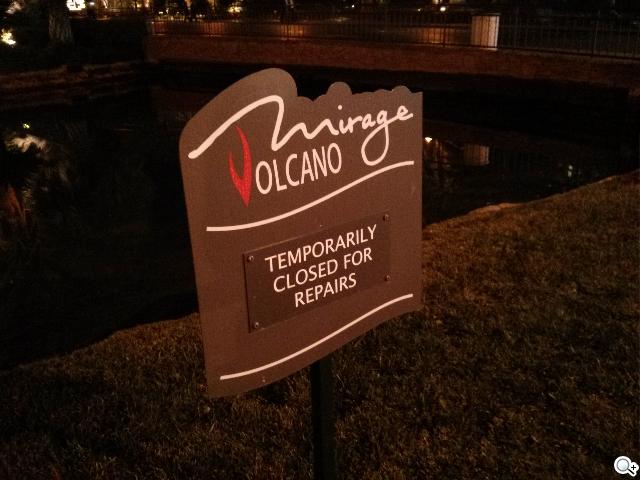 Mirage
VOLCANO
TEMPORARILY
CLOSED FOR
REPAIRS